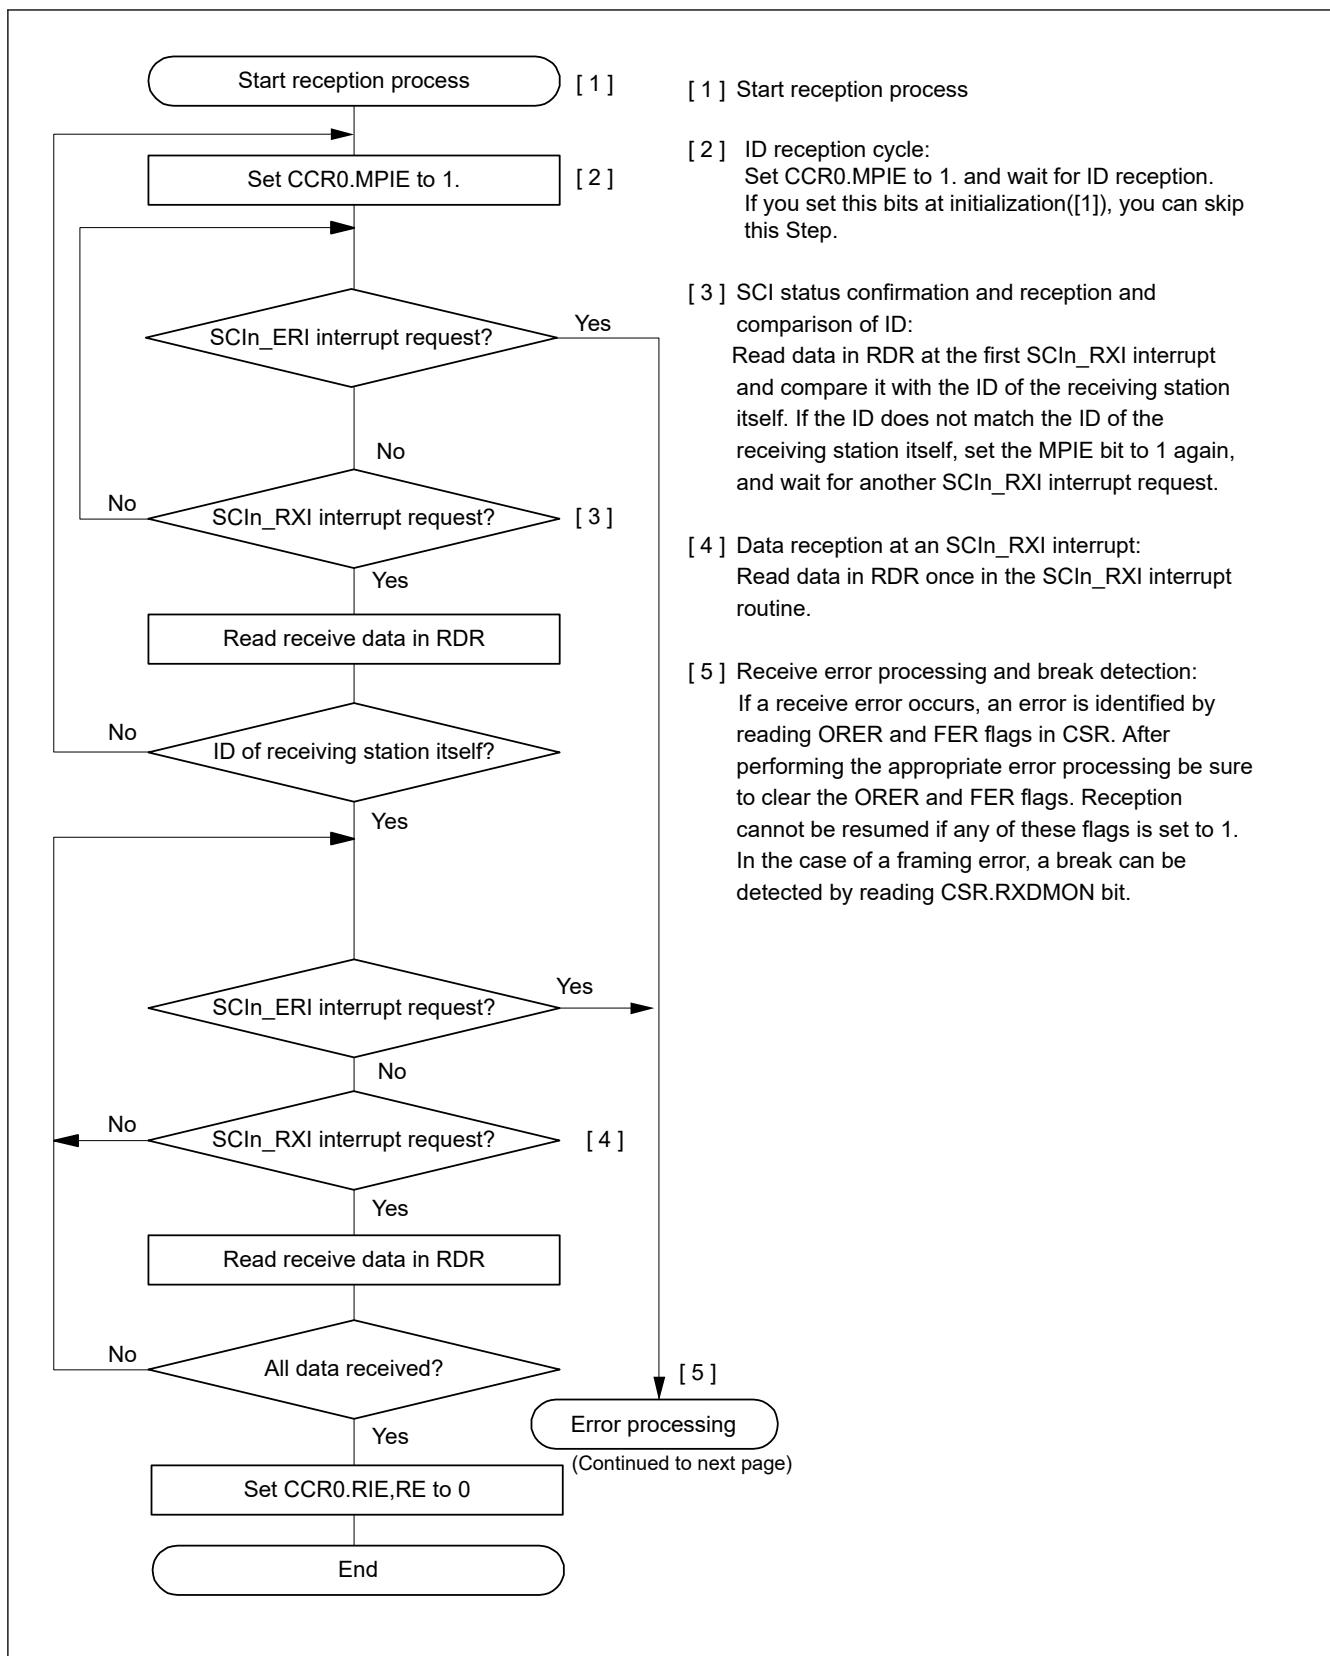 Start reception process
[ 1 ]
Set CCR0.MPIE to 1.
[ 2 ]
SCIn_ERI interrupt request?
Yes
No
SCIn_RXI interrupt request?
No
[ 3 ]
Yes
Read receive data in RDR
No
ID of receiving station itself?
Yes
SCIn_ERI interrupt request?
Yes
No
No
SCIn_RXI interrupt request?
[ 4 ]
Yes
Read receive data in RDR
No
All data received?
Yes
[ 5 ]
Error processing
(Continued to next page)
Set CCR0.RIE,RE to 0
End
[ 1 ] Start reception process
[ 2 ] ID reception cycle:
Set CCR0.MPIE to 1. and wait for ID reception.
If you set this bits at initialization([1]), you can skip
this Step.
[ 3 ] SCI status confirmation and reception and
comparison of ID:
Read data in RDR at the first SCIn_RXI interrupt
and compare it with the ID of the receiving station
itself. If the ID does not match the ID of the
receiving station itself, set the MPIE bit to 1 again,
and wait for another SCIn_RXI interrupt request.
[ 4 ] Data reception at an SCIn_RXI interrupt:
Read data in RDR once in the SCIn_RXI interrupt
routine.
[ 5 ] Receive error processing and break detection:
If a receive error occurs, an error is identified by
reading ORER and FER flags in CSR. After
performing the appropriate error processing be sure
to clear the ORER and FER flags. Reception
cannot be resumed if any of these flags is set to 1.
In the case of a framing error, a break can be
detected by reading CSR.RXDMON bit.